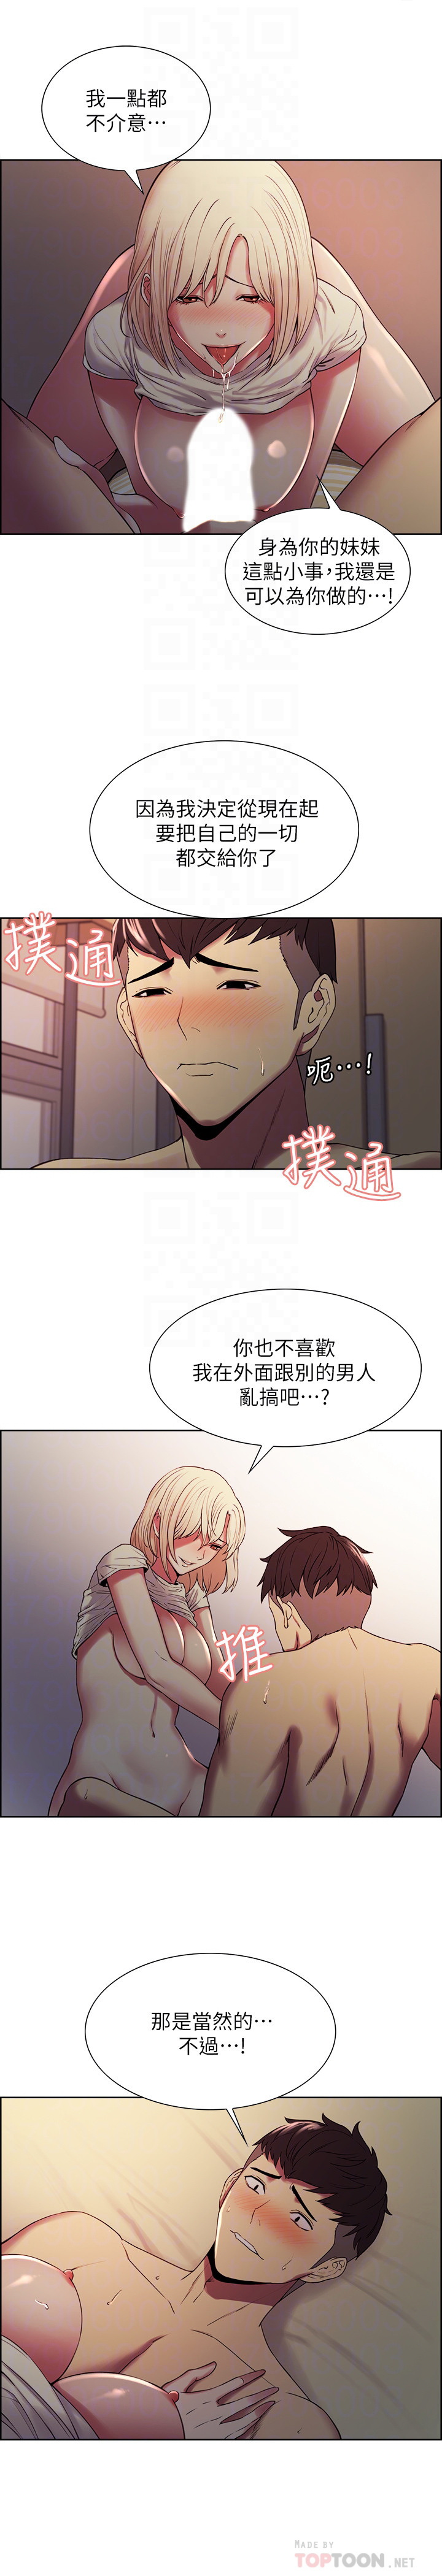 我一點都
不介意…
身為你的妹妹
這點小事，我還是
可以為你做的…!
因為我決定從現在起
要把自己的一切
都交給你了
撲通
呃…!
撲通
你也不喜歡
我在外面跟別的男人
亂搞吧…?
推
那是當然的…
不過…!
MADE BY
TOPTOON.NET